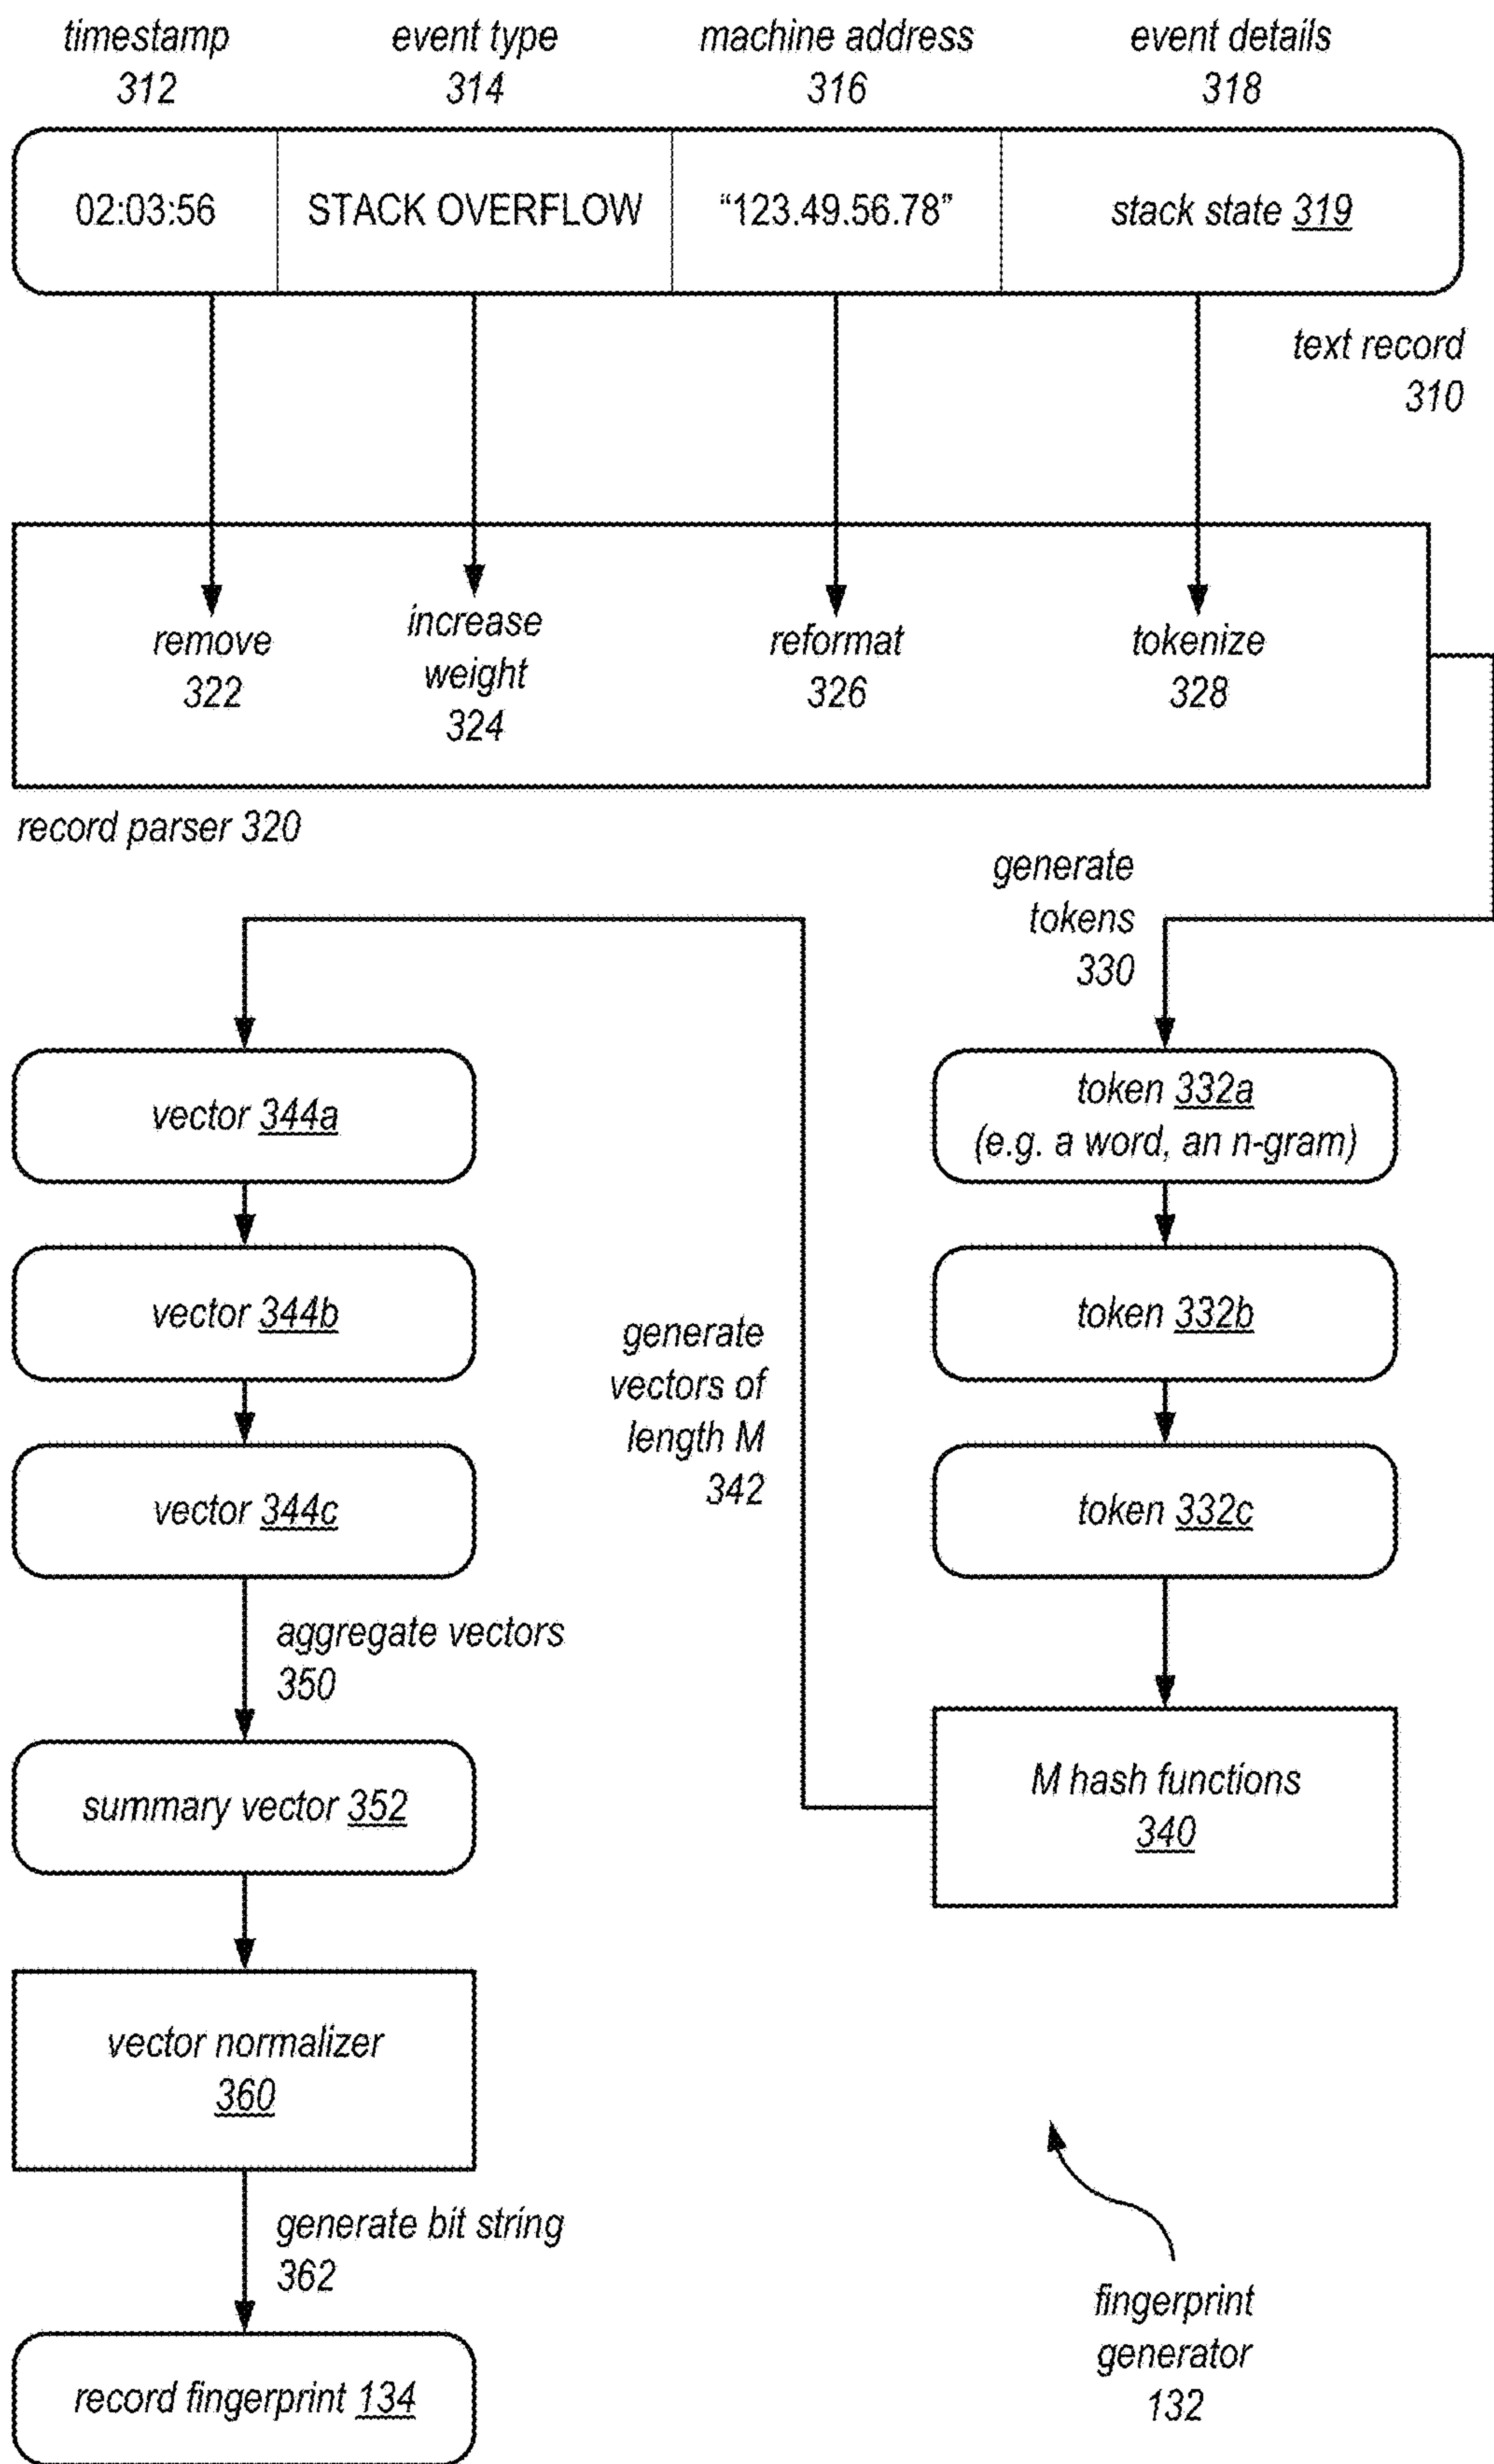 timestamp
312
event type
314
machine address
316
event details
318
02:03:56
STACK OVERFLOW
“123.49.56.78”
stack state 319
text record
310
remove
322
increase
weight
324
reformat
326
tokenize
328
record parser 320
generate
tokens
330
token 332a
(e.g. a word, an n-gram)
token 332b
token 332c
M hash functions
340
generate
vectors of
length M
342
vector 344a
vector 344b
vector 344c
aggregate vectors
350
summary vector 352
vector normalizer
360
generate bit string
362
record fingerprint 134
fingerprint
generator
132